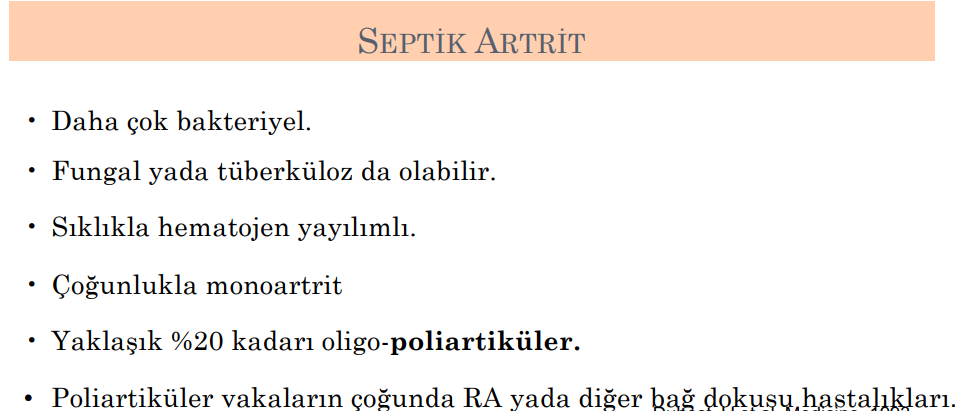 SEPTİK ARTRİT
• Daha çok bakteriyel.
• Fungal yada tüberküloz da olabilir.
• Sıklıkla hematojen yayılımlı.
• Çoğunlukla monoartrit
• Yaklaşık %20 kadarı oligo-poliartiküler.
• Poliartiküler vakaların çoğunda RA yada diğer bağ dokusu hastalıkları.